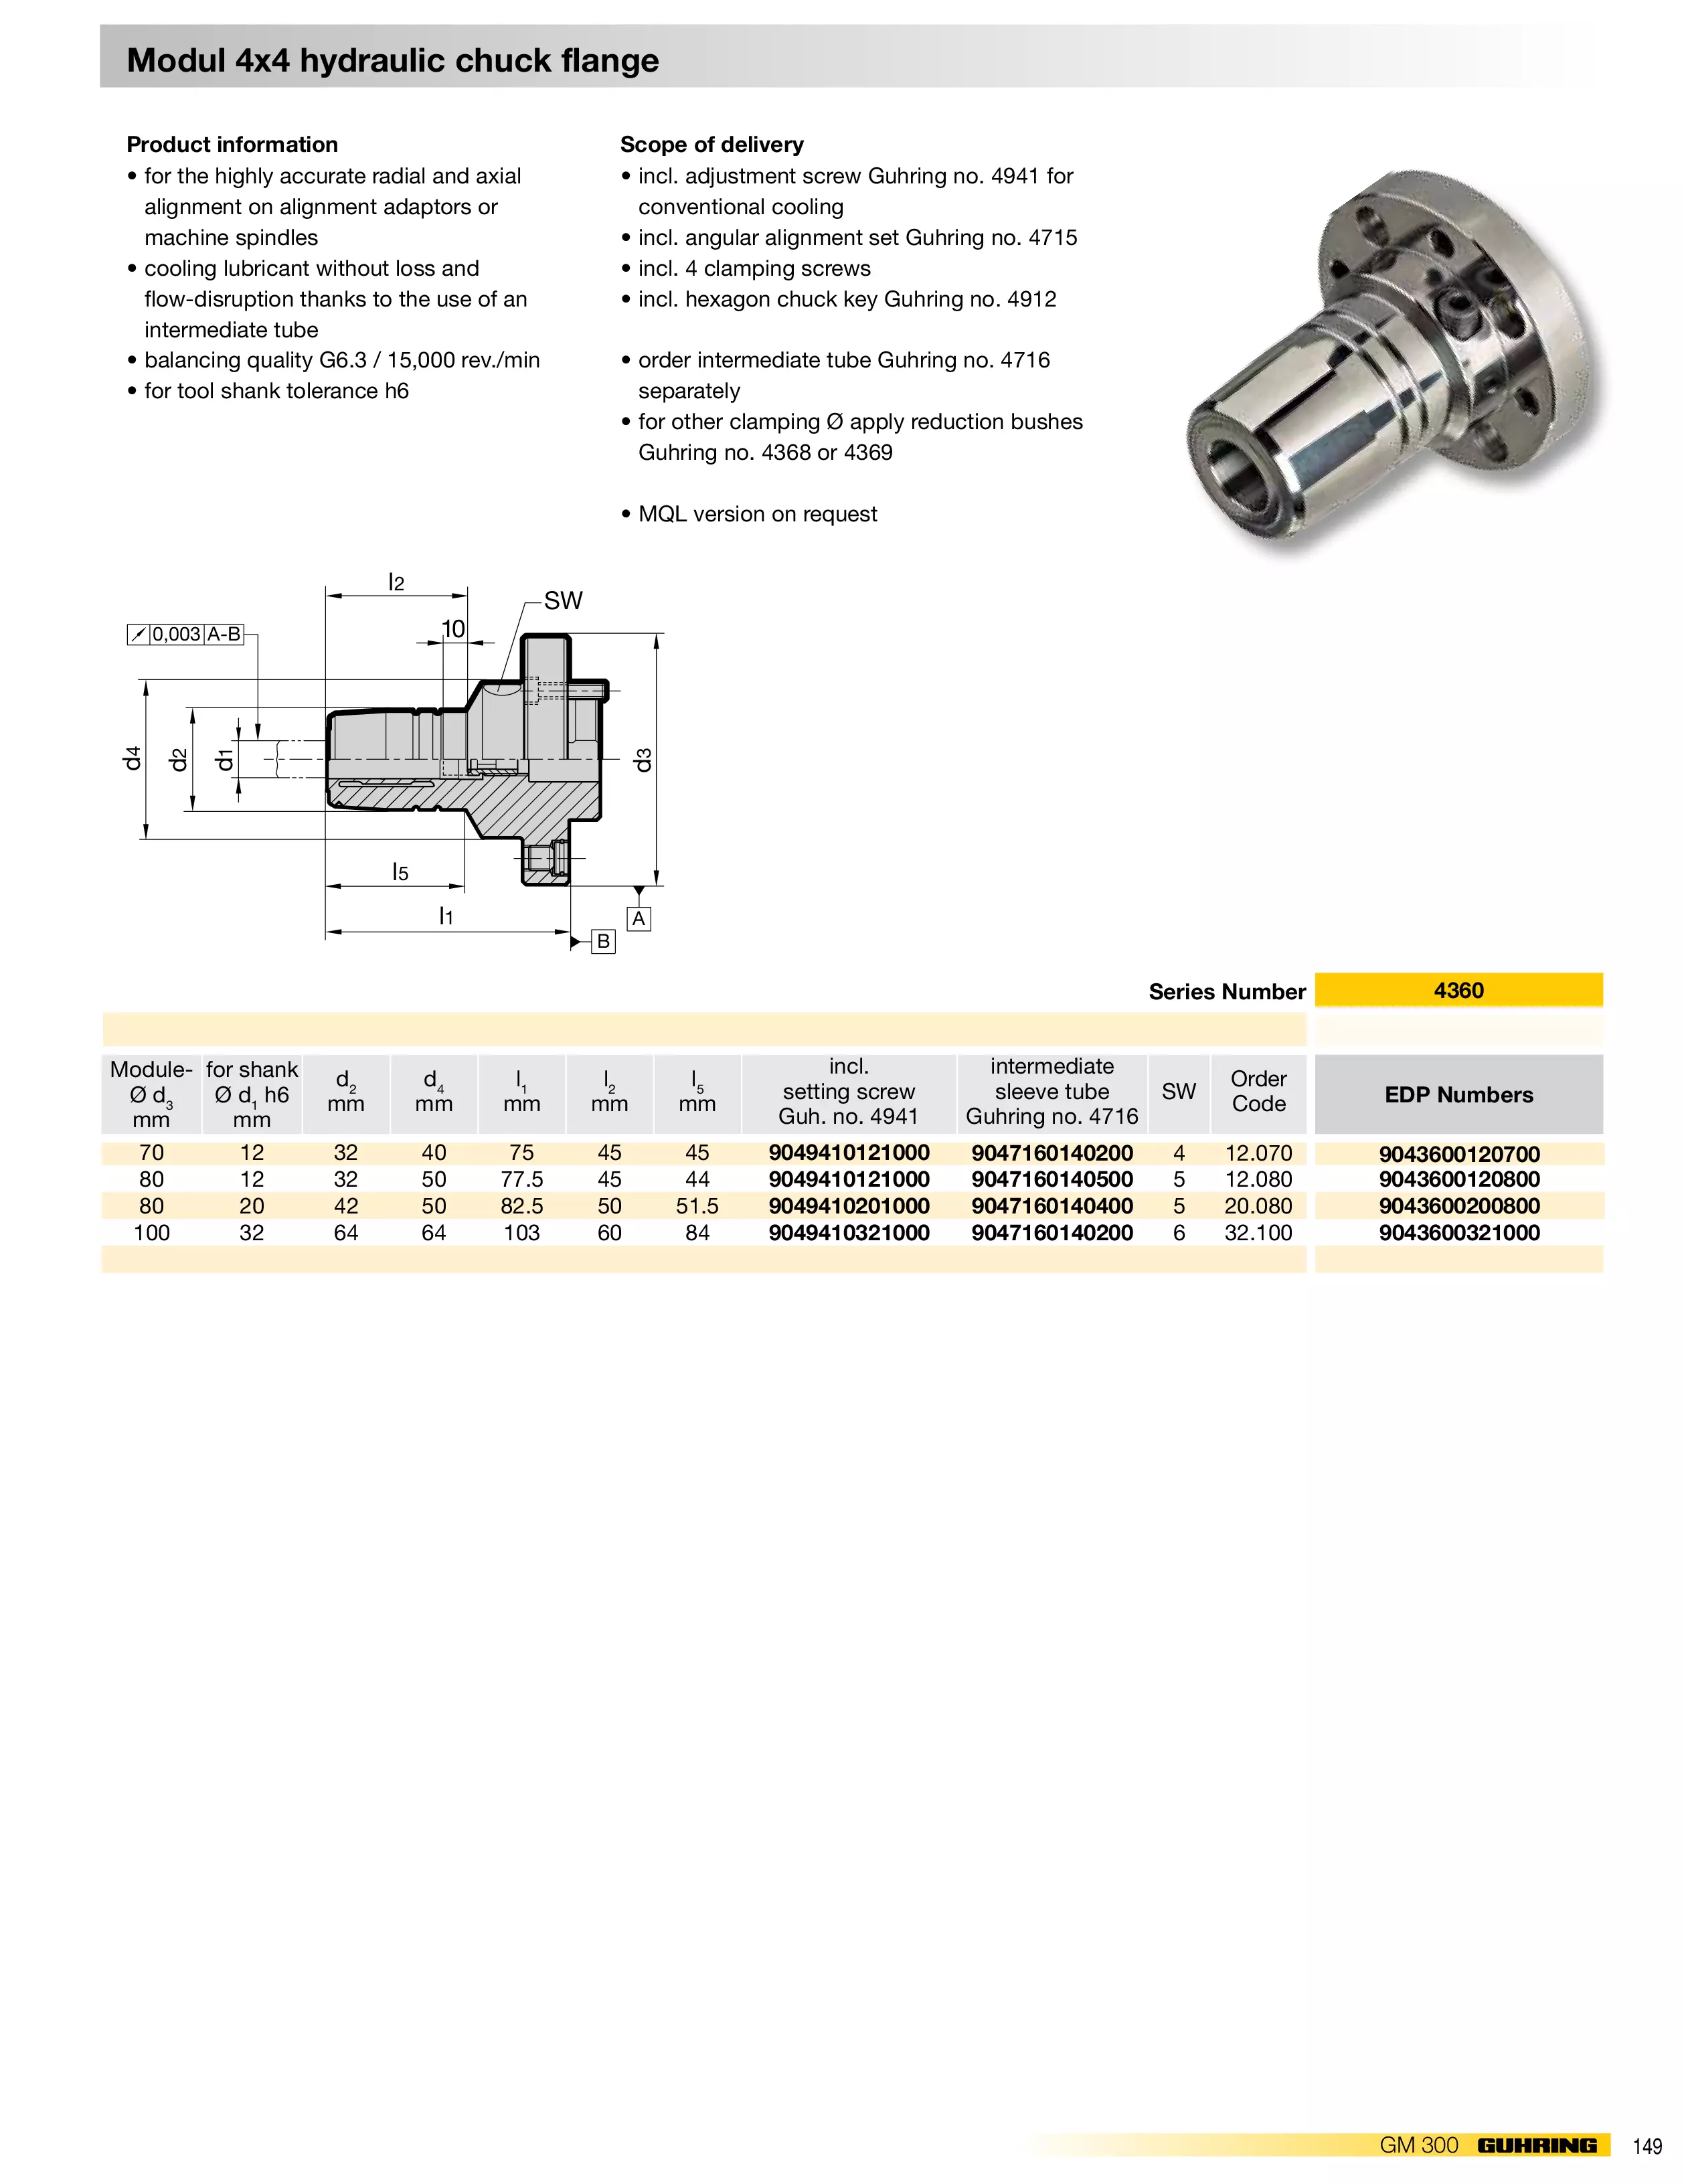 Modul 4x4 hydraulic chuck flange
Product information
• for the highly accurate radial and axial
alignment on alignment adaptors or
machine spindles
• cooling lubricant without loss and
flow-disruption thanks to the use of an
intermediate tube
• balancing quality G6.3 / 15,000 rev./min
• for tool shank tolerance h6
Scope of delivery
• incl. adjustment screw Guhring no. 4941 for
conventional cooling
• incl. angular alignment set Guhring no. 4715
• incl. 4 clamping screws
• incl. hexagon chuck key Guhring no. 4912
• order intermediate tube Guhring no. 4716
separately
• for other clamping Ø apply reduction bushes
Guhring no. 4368 or 4369
• MQL version on request
l2
SW
10
0,003 A-B
d4
d2
d1
d3
l5
l1
A
B
Series Number 4360
Module- Ø d3 mm
for shank Ø d1 h6 mm
d2 mm
d4 mm
l1 mm
l2 mm
l5 mm
incl. setting screw Guh. no. 4941
intermediate sleeve tube Guhring no. 4716
SW
Order Code
EDP Numbers
70 12 32 40 75 45 45 9049410121000 9047160140200 4 12.070 9043600120700
80 12 32 50 77.5 45 44 9049410121000 9047160140500 5 12.080 9043600120800
80 20 42 50 82.5 50 51.5 9049410201000 9047160140400 5 20.080 9043600200800
100 32 64 64 103 60 84 9049410321000 9047160140200 6 32.100 9043600321000
GM 300 GUHRING 149